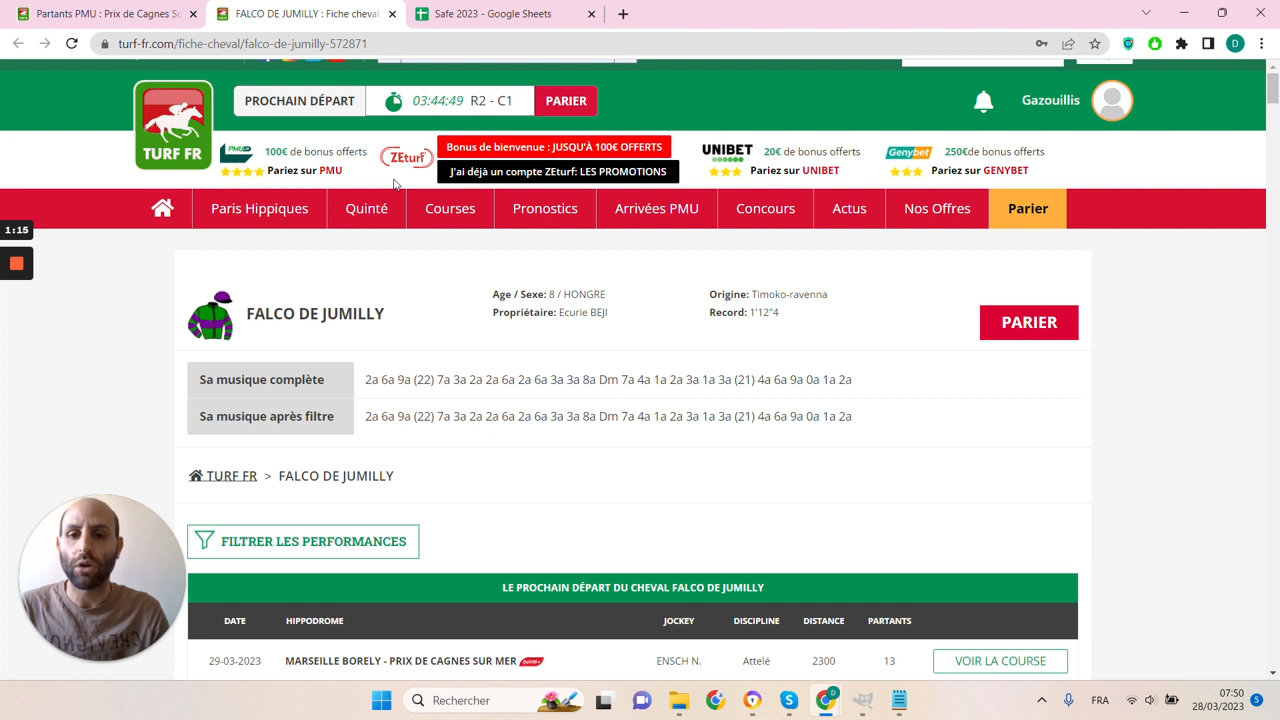 Partants PMU : Prix de Cagnes Su
FALCO DE JUMILLY : Fiche cheval
Safe 2023 - Google Sheets
turf-fr.com/fiche-cheval/falco-de-jumilly-572871
D
TURF FR
PROCHAIN DÉPART
03:44:49 R2 - C1
PARIER
Gazouillis
PMU
100€ de bonus offerts
Pariez sur PMU
ZEturf
Bonus de bienvenue : JUSQU'À 100€ OFFERTS
J'ai déjà un compte ZEturf: LES PROMOTIONS
UNIBET
20€ de bonus offerts
Pariez sur UNIBET
Genybet
250€de bonus offerts
Pariez sur GENYBET
Paris Hippiques
Quinté
Courses
Pronostics
Arrivées PMU
Concours
Actus
Nos Offres
Parier
1:15
FALCO DE JUMILLY
Age / Sexe: 8 / HONGRE
Propriétaire: Ecurie BEJI
Origine: Timoko-ravenna
Record: 1'12"4
PARIER
Sa musique complète
2a 6a 9a (22) 7a 3a 2a 2a 6a 2a 6a 3a 3a 8a Dm 7a 4a 1a 2a 3a 1a 3a (21) 4a 6a 9a 0a 1a 2a
Sa musique après filtre
2a 6a 9a (22) 7a 3a 2a 2a 6a 2a 6a 3a 3a 8a Dm 7a 4a 1a 2a 3a 1a 3a (21) 4a 6a 9a 0a 1a 2a
TURF FR > FALCO DE JUMILLY
FILTRER LES PERFORMANCES
LE PROCHAIN DÉPART DU CHEVAL FALCO DE JUMILLY
DATE HIPPODROME JOCKEY DISCIPLINE DISTANCE PARTANTS
29-03-2023 MARSEILLE BORELY - PRIX DE CAGNES SUR MER Quinté+ ENSCH N. Attelé 2300 13 VOIR LA COURSE
Rechercher
D
FRA
07:50
28/03/2023
5